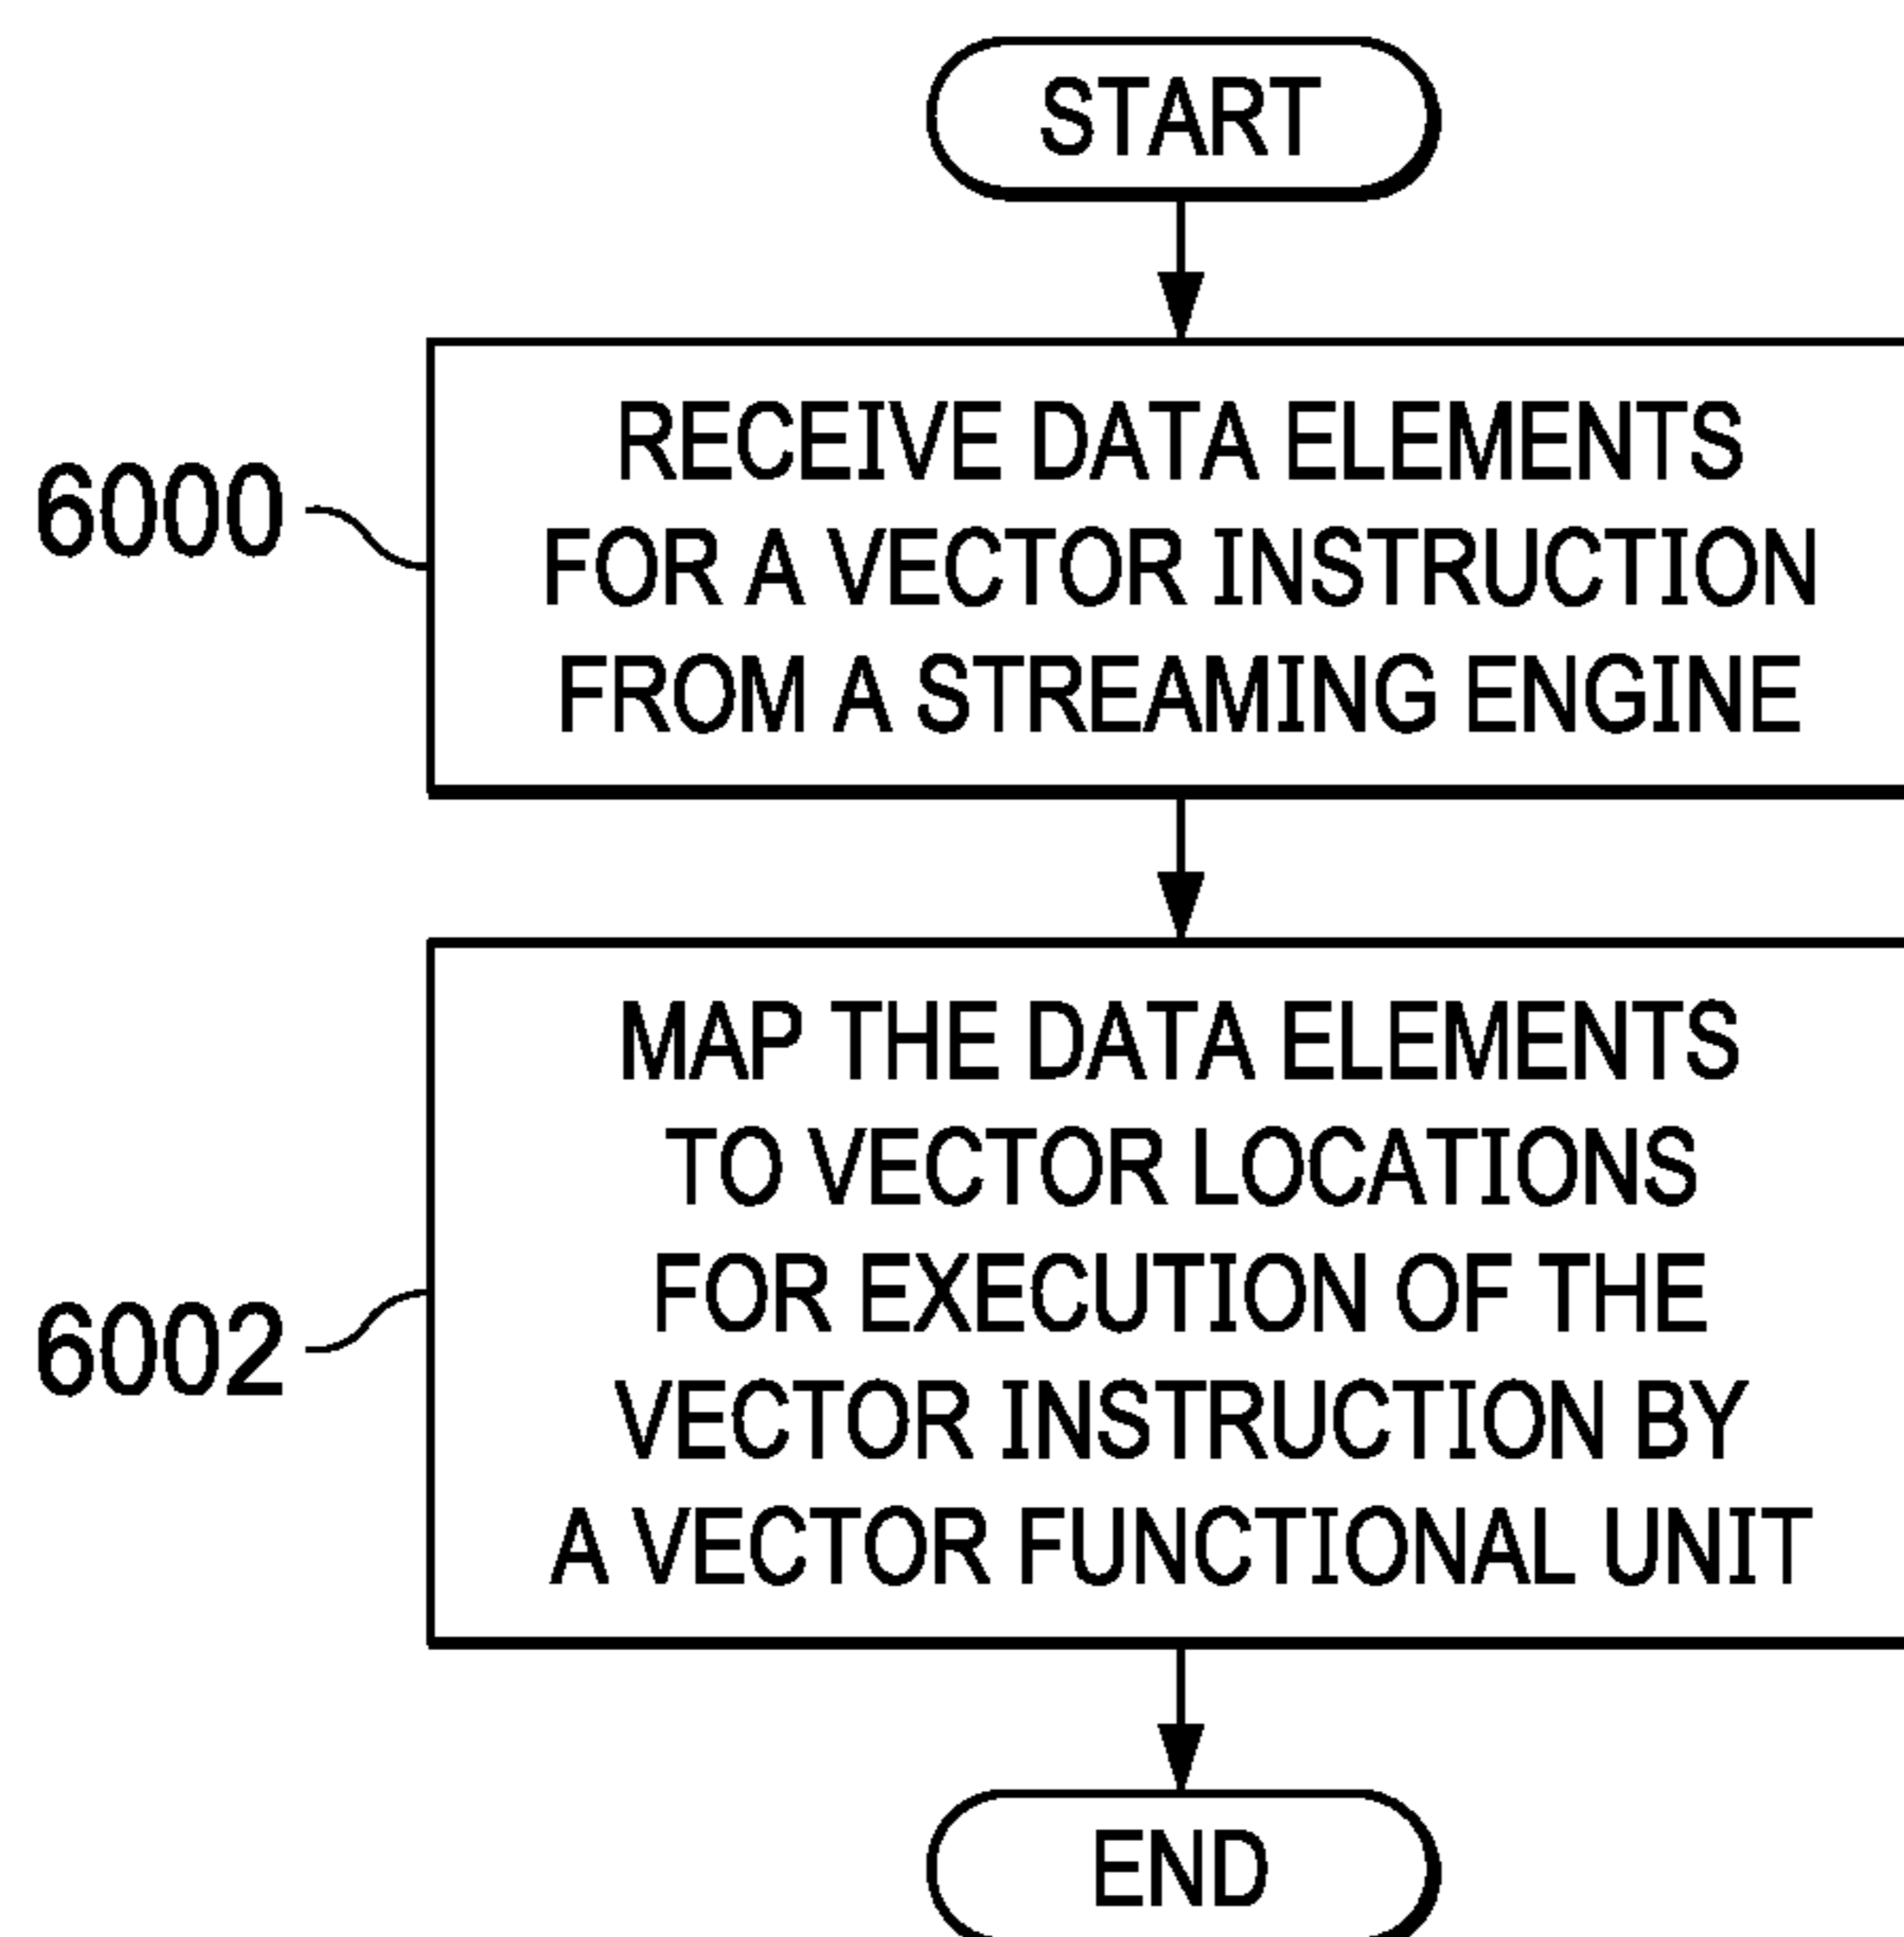 START
RECEIVE DATA ELEMENTS
FOR A VECTOR INSTRUCTION
FROM A STREAMING ENGINE
6000
MAP THE DATA ELEMENTS
TO VECTOR LOCATIONS
FOR EXECUTION OF THE
VECTOR INSTRUCTION BY
A VECTOR FUNCTIONAL UNIT
6002
END